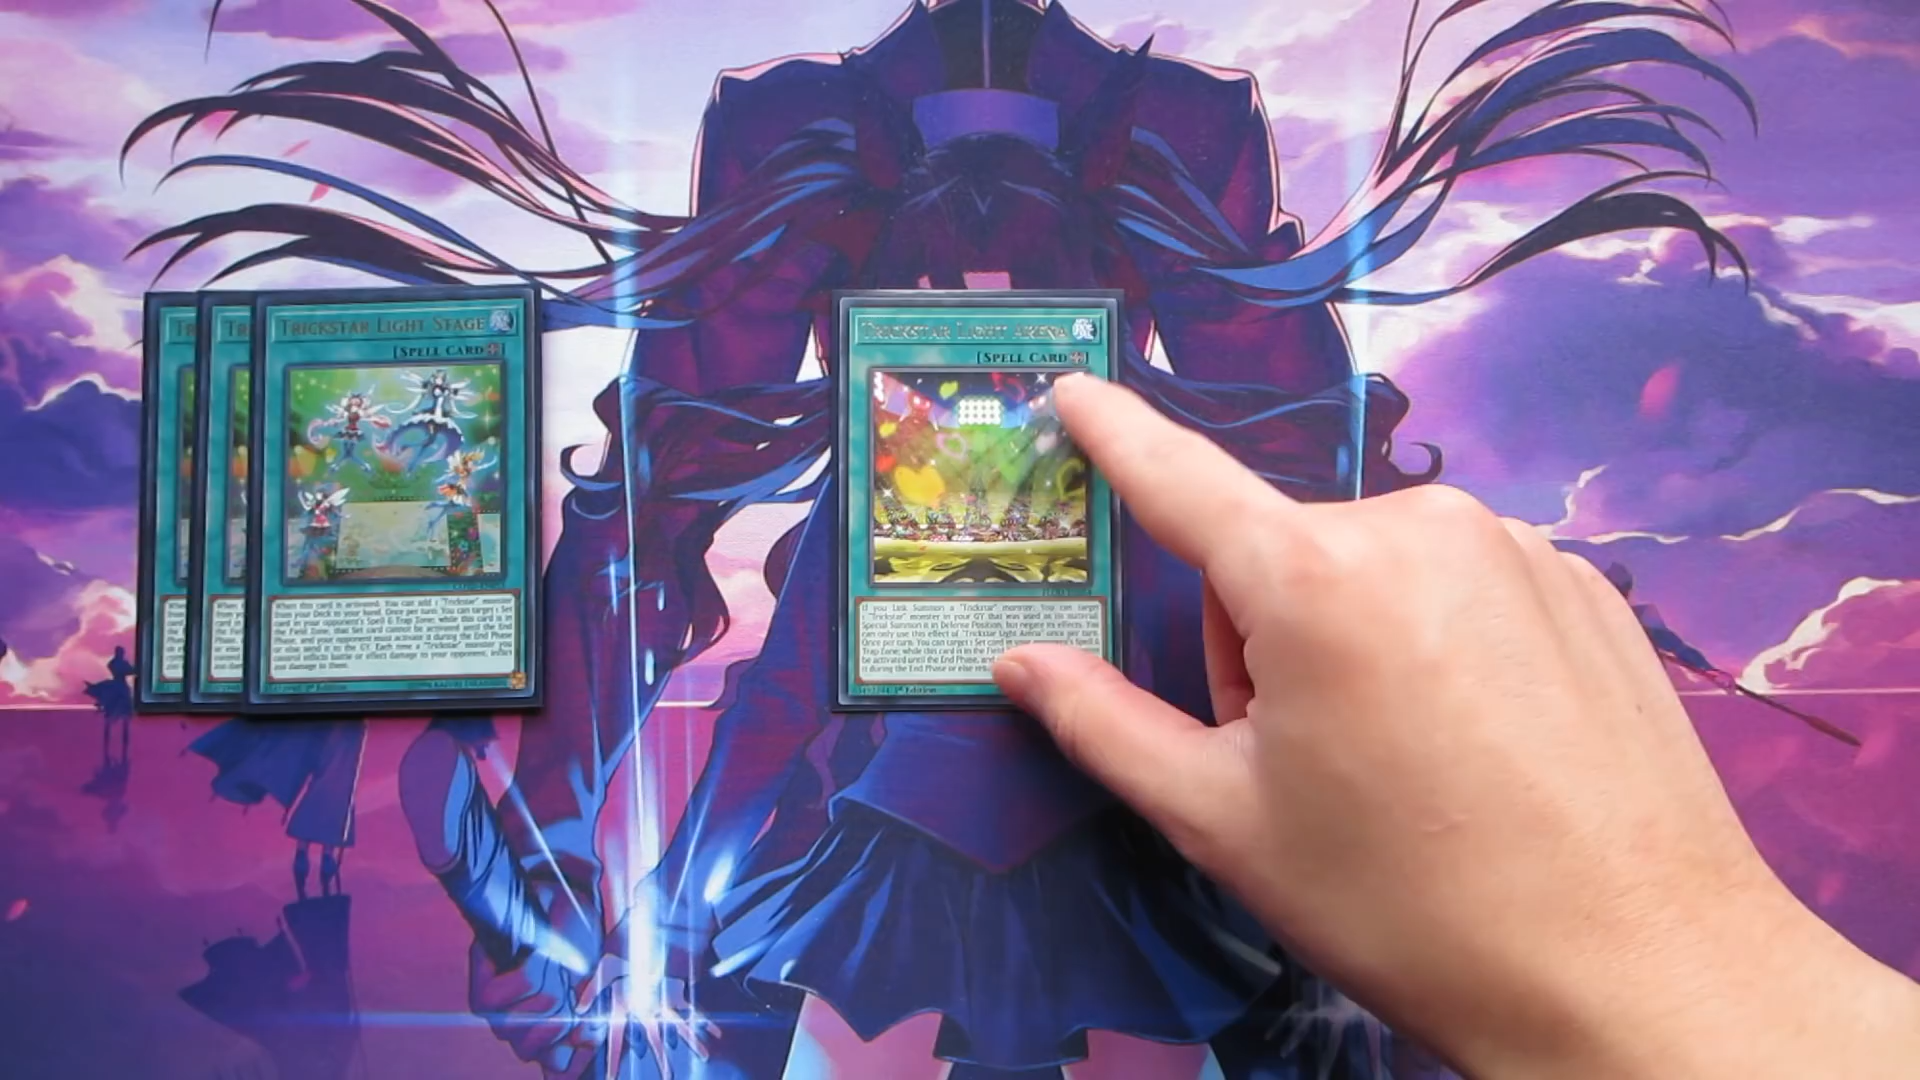 Tr
Tr
Trickstar Light Stage
[Spell Card
When this card is activated: You can add 1 "Trickstar" monster
from your Deck to your hand. Once per turn: You can target 1 Set
card in your opponent's Spell & Trap Zone; while this card is in
the Field Zone, that Set card cannot be activated until the End
Phase, and your opponent must activate it during the End Phase
or else send it to the GY. Each time a "Trickstar" monster you
control inflicts battle or effect damage to your opponent, inflict
200 damage to them.
1st Edition
Trickstar Light Arena
[Spell Card
If you Link Summon a "Trickstar" monster: You can target
1 "Trickstar" monster in your GY that was used as its material;
Special Summon it in Defense Position, but negate its effects. You
can only use this effect of "Trickstar Light Arena" once per turn.
Once per turn: You can target 1 Set card in your opponent's Spell &
Trap Zone; while this card is in the Field
be activated until the End Phase, and
it during the End Phase or else
1st Edition